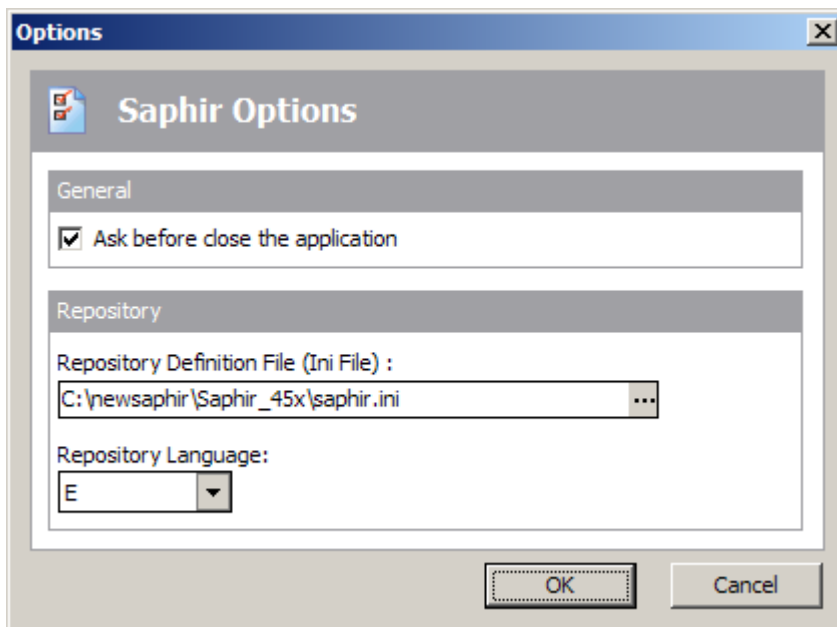 Options
Saphir Options
General
Ask before close the application
Repository
Repository Definition File (Ini File) :
C:\newsaphir\Saphir_45x\saphir.ini
...
Repository Language:
E
OK Cancel